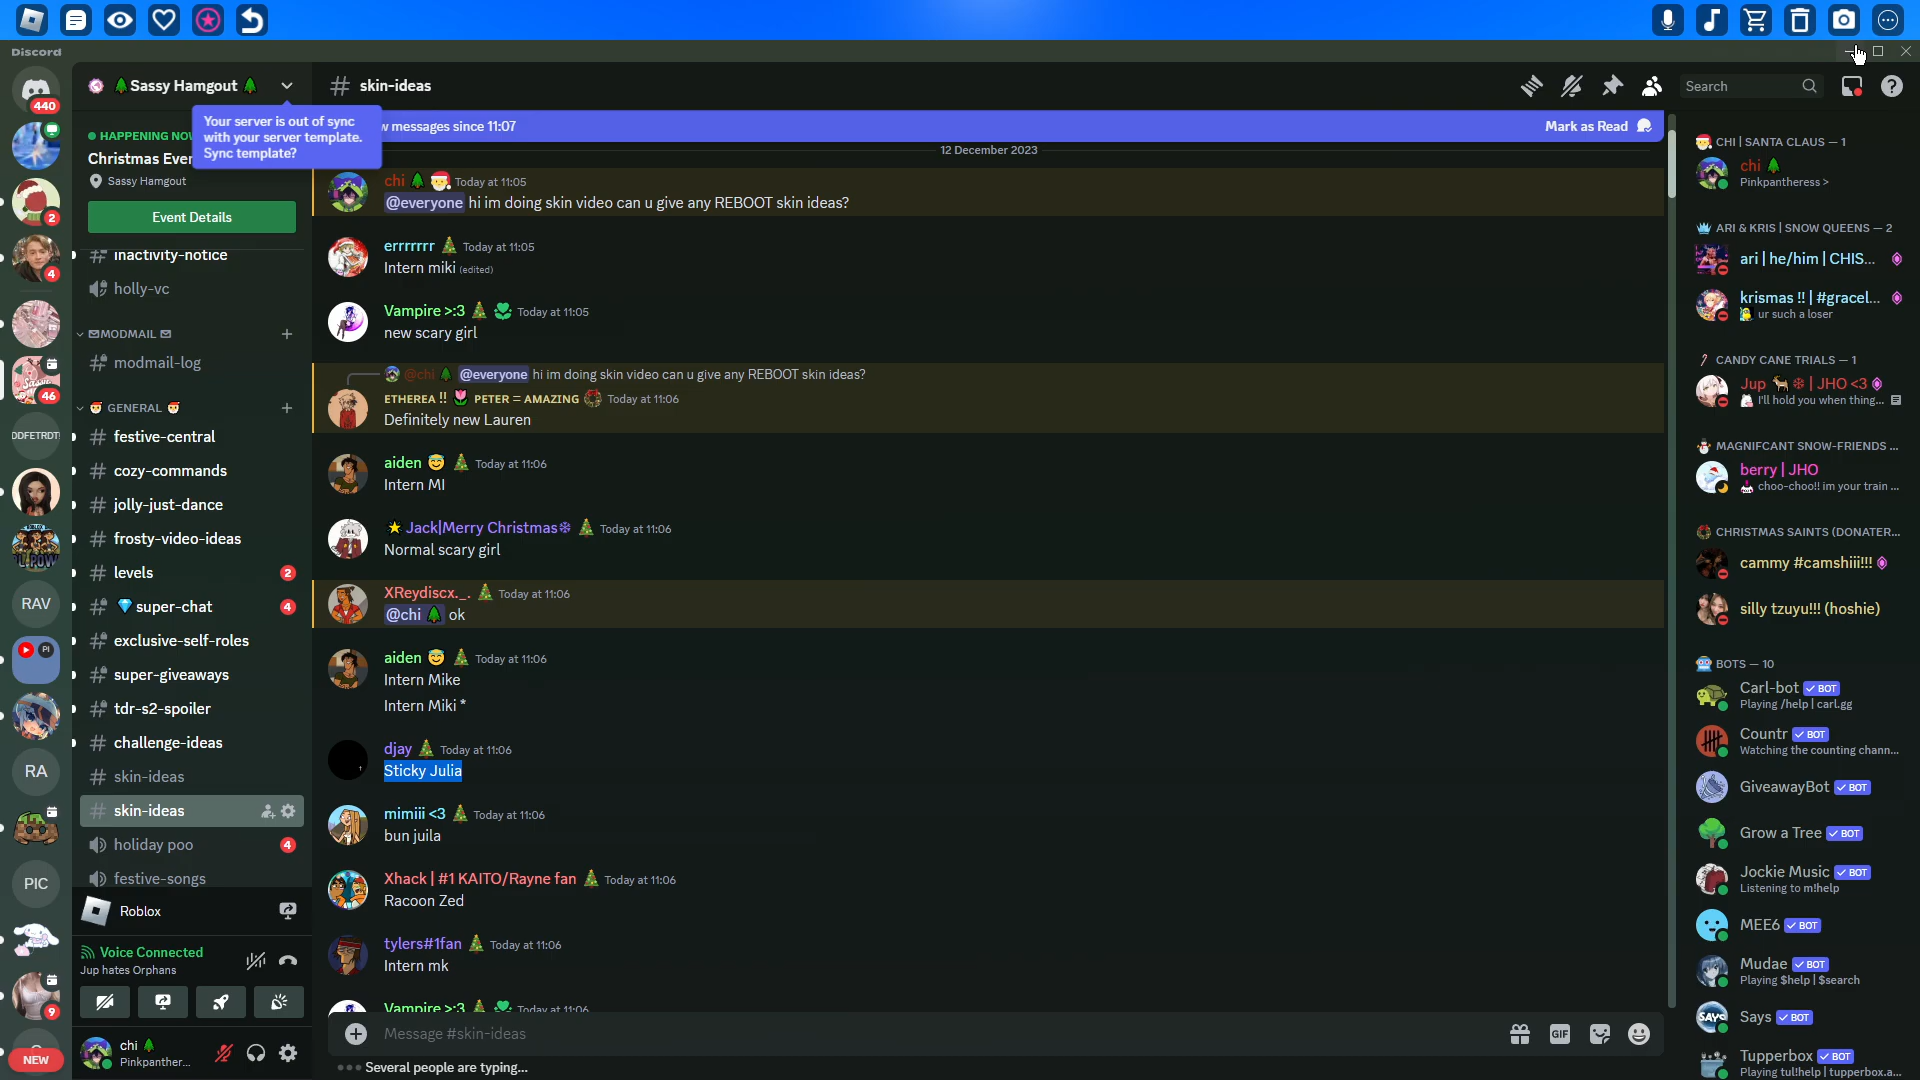 Discord
440
2
4
46
DDFETRDTI
RAV
PI
RA
PIC
9
NEW
🌲Sassy Hamgout🌲
Your server is out of sync
with your server template.
Sync template?
HAPPENING NOW
Christmas Even
Sassy Hamgout
Event Details
inactivity-notice
holly-vc
✉MODMAIL ✉
modmail-log
🎅 GENERAL 🎅
festive-central
cozy-commands
jolly-just-dance
frosty-video-ideas
levels 2
💎super-chat 4
exclusive-self-roles
super-giveaways
tdr-s2-spoiler
challenge-ideas
skin-ideas
skin-ideas
holiday poo 4
festive-songs
Roblox
Voice Connected
Jup hates Orphans
chi 🌲
Pinkpanther...
# skin-ideas
Search
w messages since 11:07 Mark as Read
12 December 2023
chi 🌲 🎅 Today at 11:05
@everyone hi im doing skin video can u give any REBOOT skin ideas?
errrrrrr 🎄 Today at 11:05
Intern miki (edited)
Vampire >:3 🎄 Today at 11:05
new scary girl
@chi 🌲 @everyone hi im doing skin video can u give any REBOOT skin ideas?
ETHEREA !! 🌷 PETER = AMAZING Today at 11:06
Definitely new Lauren
aiden 😇 🎄 Today at 11:06
Intern MI
⭐ Jack|Merry Christmas❄ 🎄 Today at 11:06
Normal scary girl
XReydiscx._. 🎄 Today at 11:06
@chi 🌲 ok
aiden 😇 🎄 Today at 11:06
Intern Mike
Intern Miki *
djay 🎄 Today at 11:06
Sticky Julia
mimiii <3 🎄 Today at 11:06
bun juila
Xhack | #1 KAITO/Rayne fan 🎄 Today at 11:06
Racoon Zed
tylers#1fan 🎄 Today at 11:06
Intern mk
Vampire >:3 🎄 Today at 11:06
Message #skin-ideas
GIF
Several people are typing...
🎅 CHI | SANTA CLAUS — 1
chi 🌲
Pinkpantheress >
ARI & KRIS | SNOW QUEENS — 2
ari | he/him | CHIS...
krismas !! | #gracel...
ur such a loser
CANDY CANE TRIALS — 1
Jup 🐐 ❄ | JHO <3
I'll hold you when thing...
⛄ MAGNIFCANT SNOW-FRIENDS ...
berry | JHO
choo-choo!! im your train ...
CHRISTMAS SAINTS (DONATER...
cammy #camshiii!!!
silly tzuyu!!! (hoshie)
🤖 BOTS — 10
Carl-bot ✓ BOT
Playing /help | carl.gg
Countr ✓ BOT
Watching the counting chann...
GiveawayBot ✓ BOT
Grow a Tree ✓ BOT
Jockie Music ✓ BOT
Listening to m!help
MEE6 ✓ BOT
Mudae ✓ BOT
Playing $help | $search
Says ✓ BOT
Tupperbox ✓ BOT
Playing tul!help | tupperbox.a...